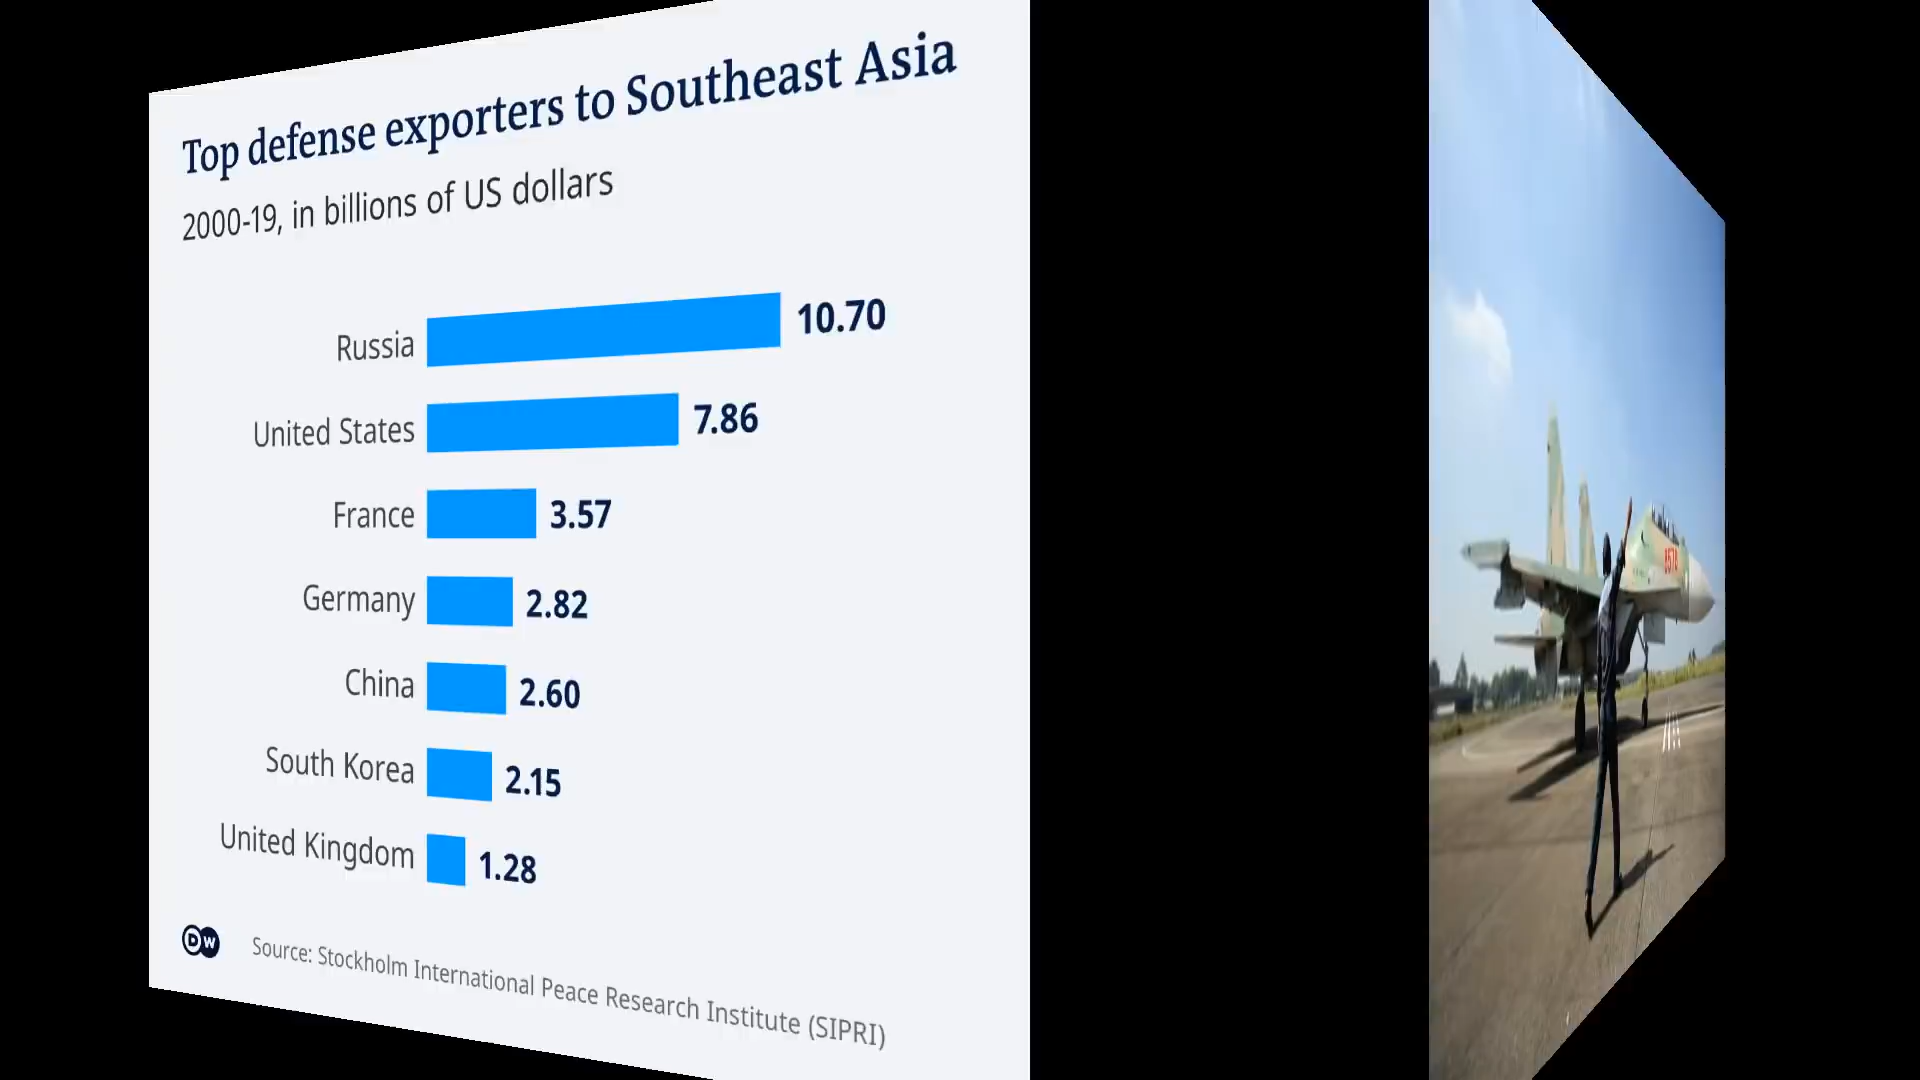 Top defense exporters to Southeast Asia
2000-19, in billions of US dollars
Russia 10.70
United States 7.86
France 3.57
Germany 2.82
China 2.60
South Korea 2.15
United Kingdom 1.28
DW Source: Stockholm International Peace Research Institute (SIPRI)